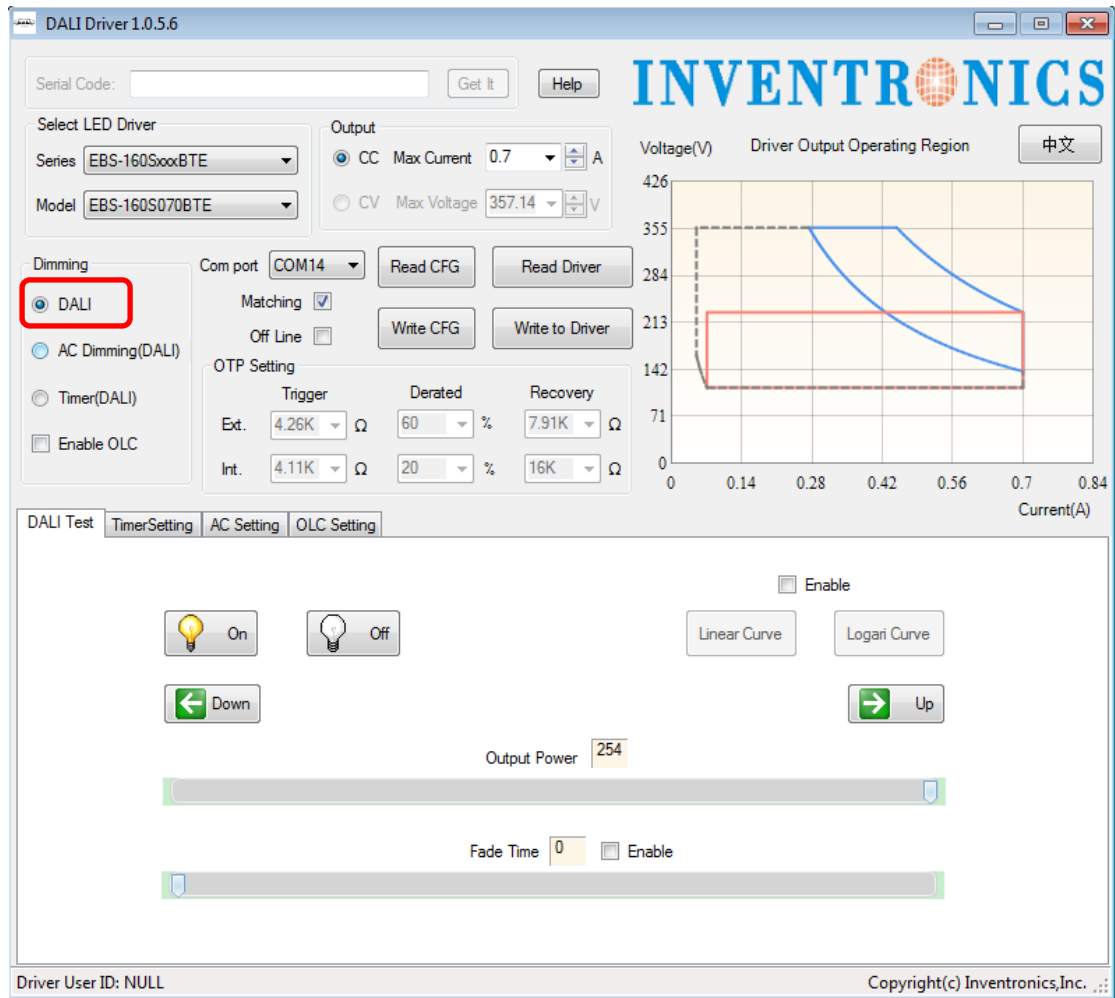 DALI Driver 1.0.5.6
Serial Code:
Get It
Help
INVENTRONICS
Select LED Driver
Series EBS-160SxxxBTE
Model EBS-160S070BTE
Output
CC Max Current 0.7 A
CV Max Voltage 357.14 V
Voltage(V) Driver Output Operating Region
中文
426
355
284
213
142
71
0
0 0.14 0.28 0.42 0.56 0.7 0.84
Current(A)
Dimming
DALI
AC Dimming(DALI)
Timer(DALI)
Enable OLC
Com port COM14
Matching
Off Line
Read CFG
Read Driver
Write CFG
Write to Driver
OTP Setting
Trigger Derated Recovery
Ext. 4.26K Ω 60 % 7.91K Ω
Int. 4.11K Ω 20 % 16K Ω
DALI Test TimerSetting AC Setting OLC Setting
Enable
On Off Linear Curve Logari Curve
Down Up
Output Power 254
Fade Time 0 Enable
Driver User ID: NULL Copyright(c) Inventronics,Inc.